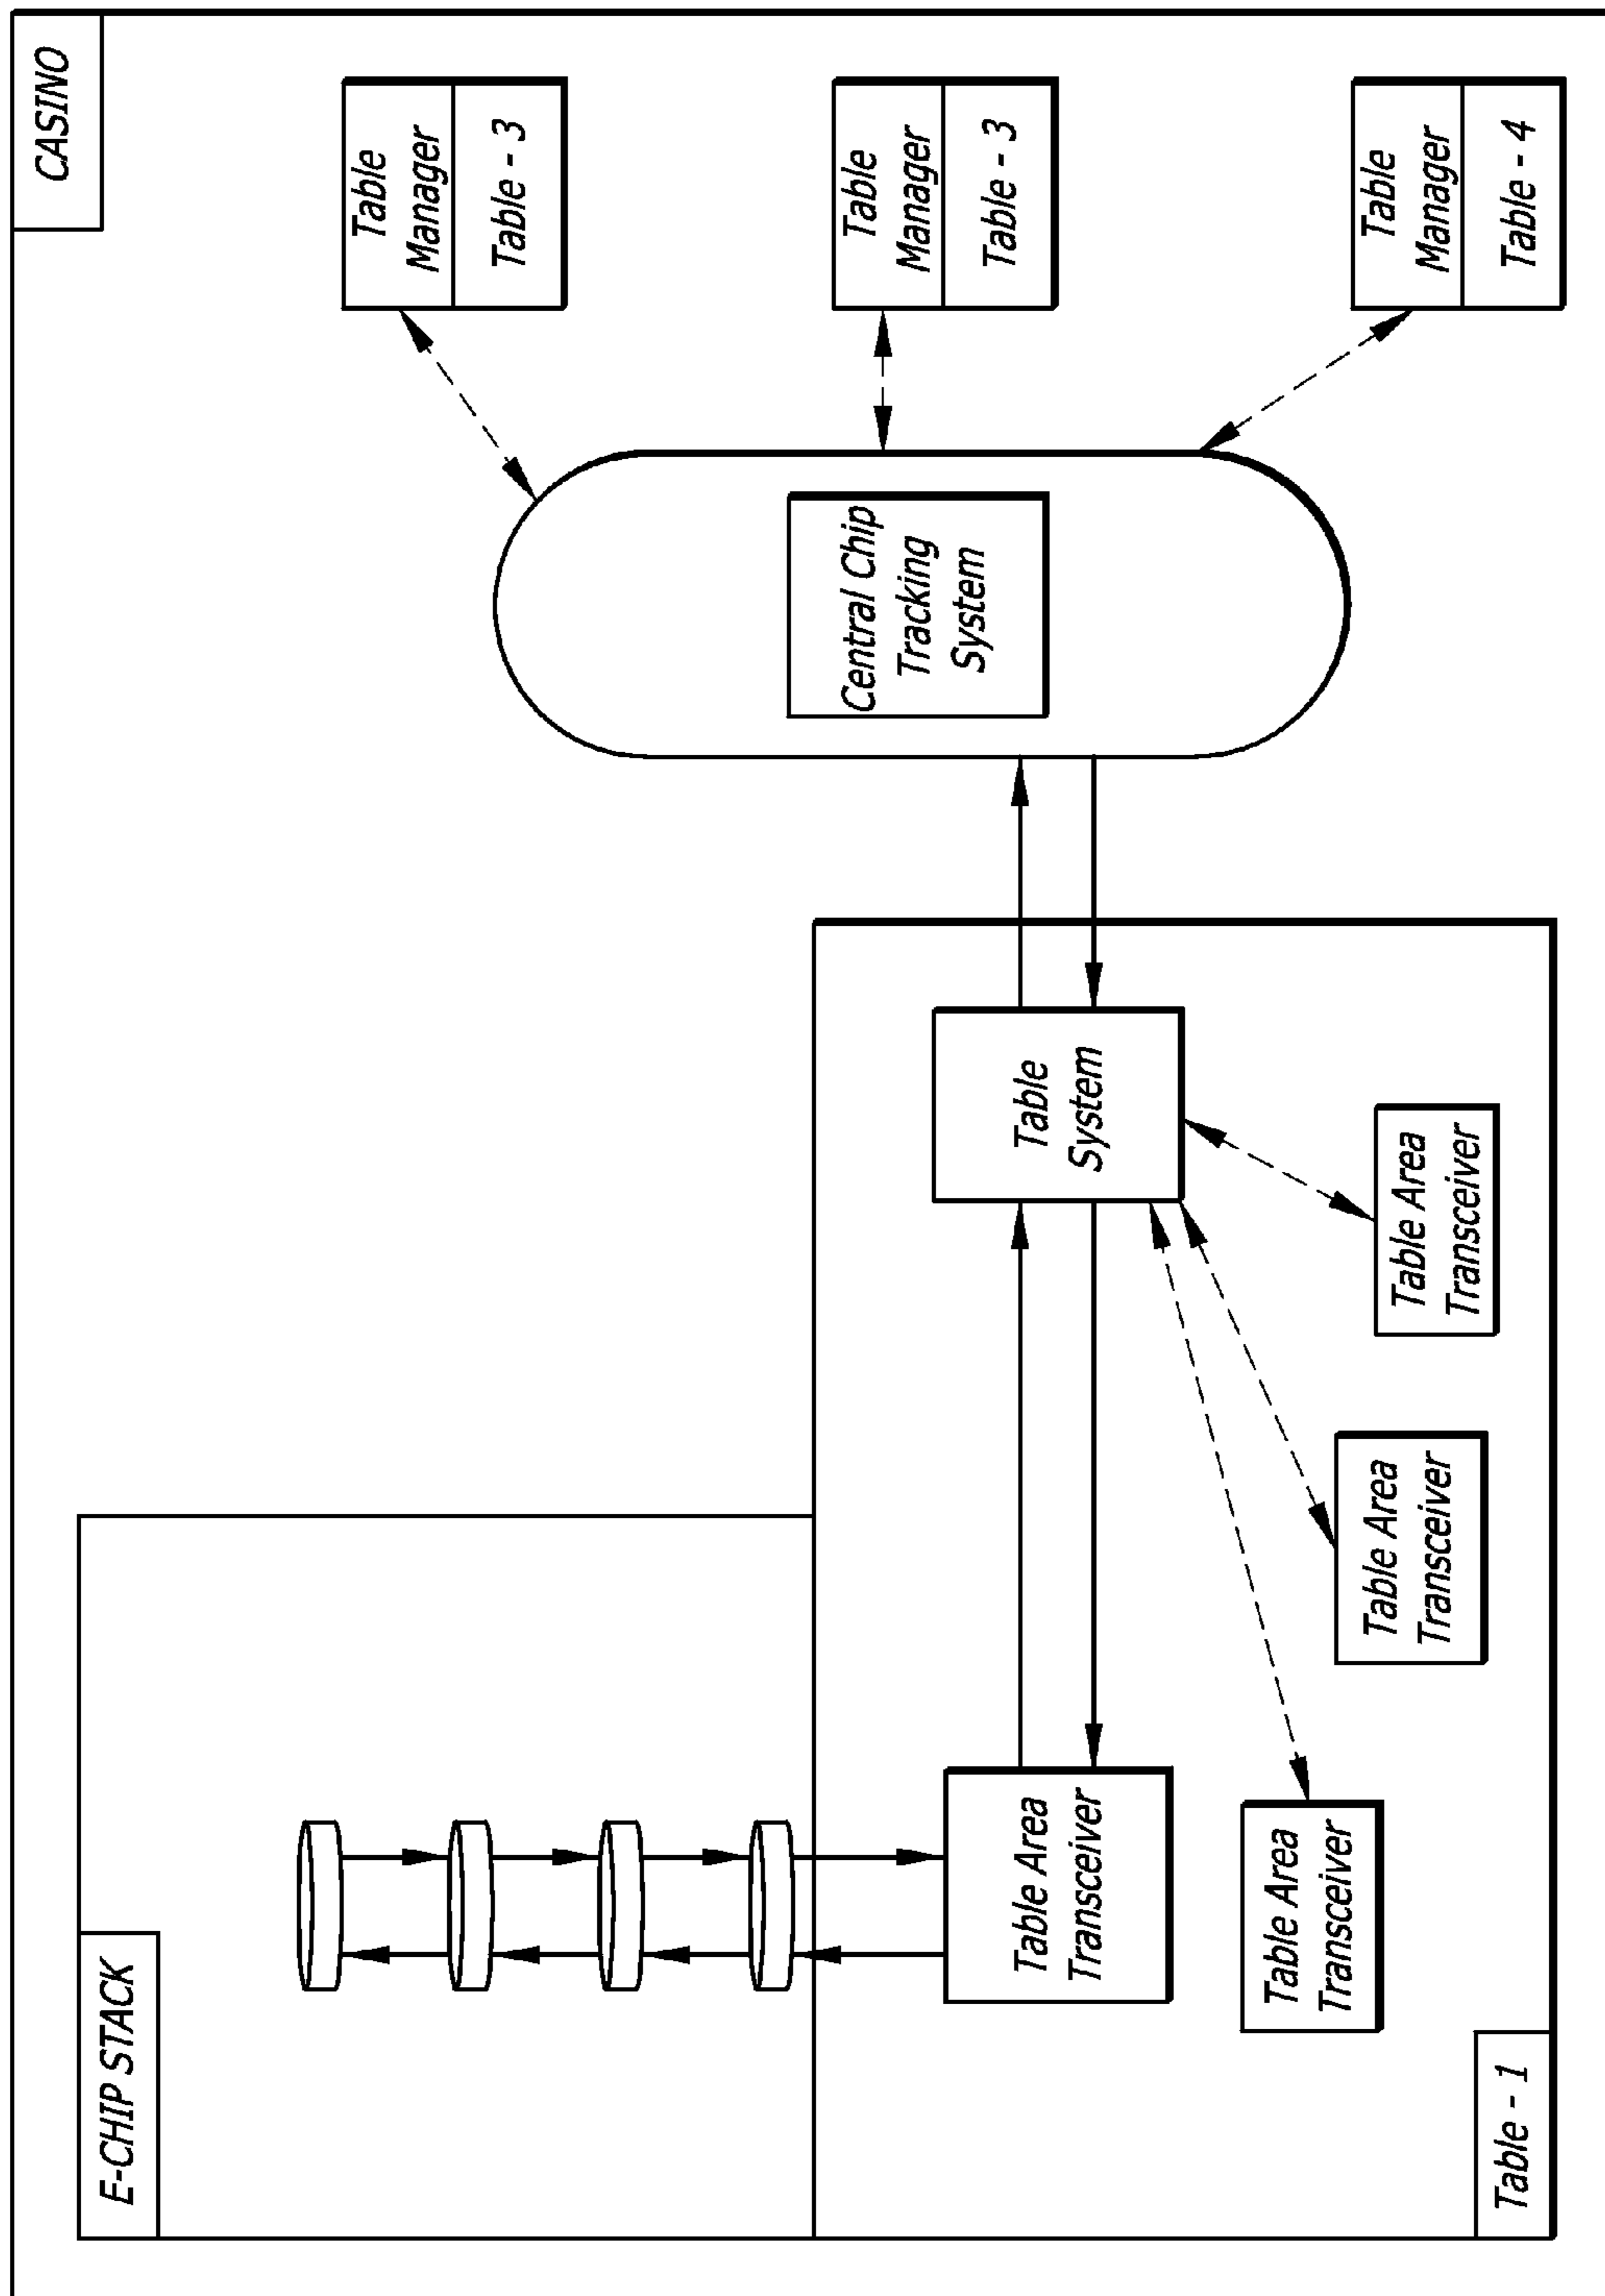 CASINO
E-CHIP STACK
Table
Manager
Table - 3
Table
Manager
Table - 3
Table
Manager
Table - 4
Central Chip
Tracking
System
Table
System
Table Area
Transceiver
Table Area
Transceiver
Table Area
Transceiver
Table Area
Transceiver
Table - 1